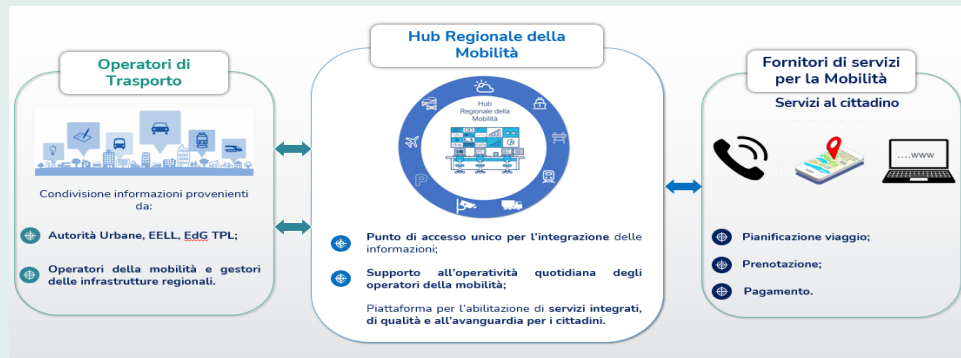 Operatori di
Trasporto
Condivisione informazioni provenienti
da:
Autorità Urbane, EELL, EdG TPL;
Operatori della mobilità e gestori
delle infrastrutture regionali.
Hub Regionale della
Mobilità
Hub
Regionale della
Mobilità
P
Punto di accesso unico per l'integrazione delle
informazioni;
Supporto all'operatività quotidiana degli
operatori della mobilità;
Piattaforma per l'abilitazione di servizi integrati,
di qualità e all'avanguardia per i cittadini.
Fornitori di servizi
per la Mobilità
Servizi al cittadino
....www
Pianificazione viaggio;
Prenotazione;
Pagamento.